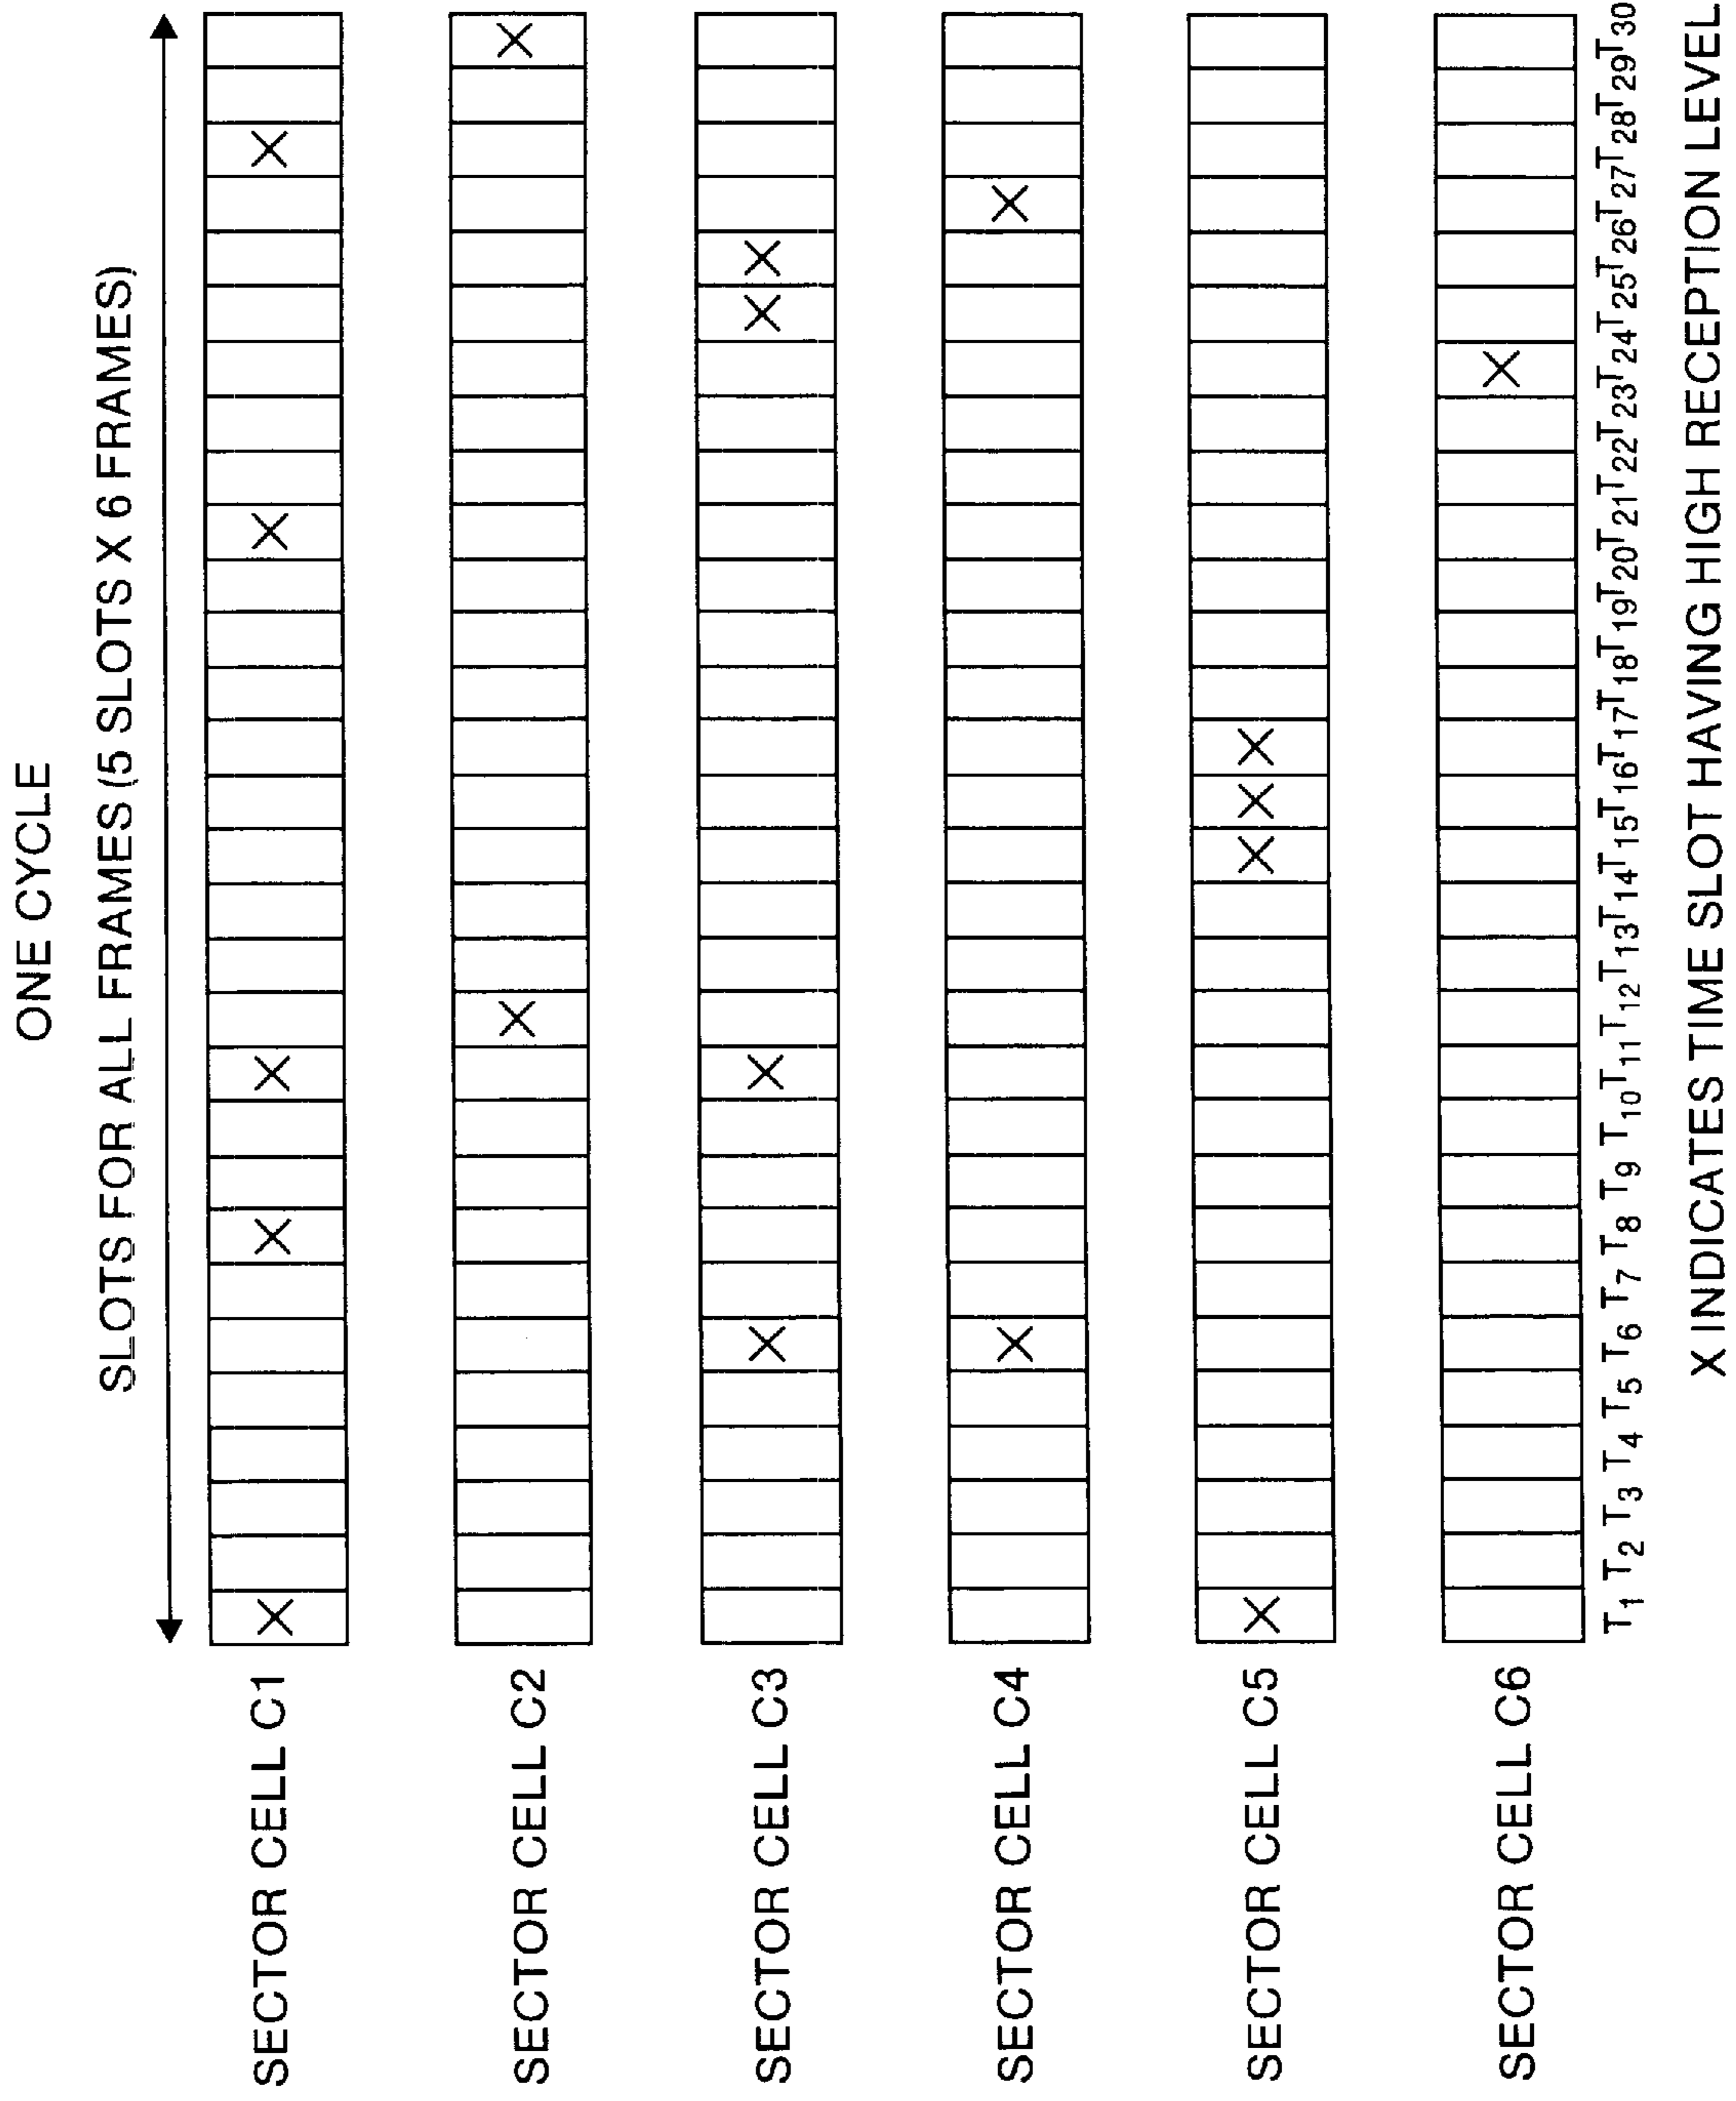 ONE CYCLE
SLOTS FOR ALL FRAMES (5 SLOTS X 6 FRAMES)
SECTOR CELL C1
X X X X X
SECTOR CELL C2
X X
SECTOR CELL C3
X X X X
SECTOR CELL C4
X X
SECTOR CELL C5
X X X X
SECTOR CELL C6
X
T1 T2 T3 T4 T5 T6 T7 T8 T9 T10 T11 T12 T13 T14 T15 T16 T17 T18 T19 T20 T21 T22 T23 T24 T25 T26 T27 T28 T29 T30
X INDICATES TIME SLOT HAVING HIGH RECEPTION LEVEL